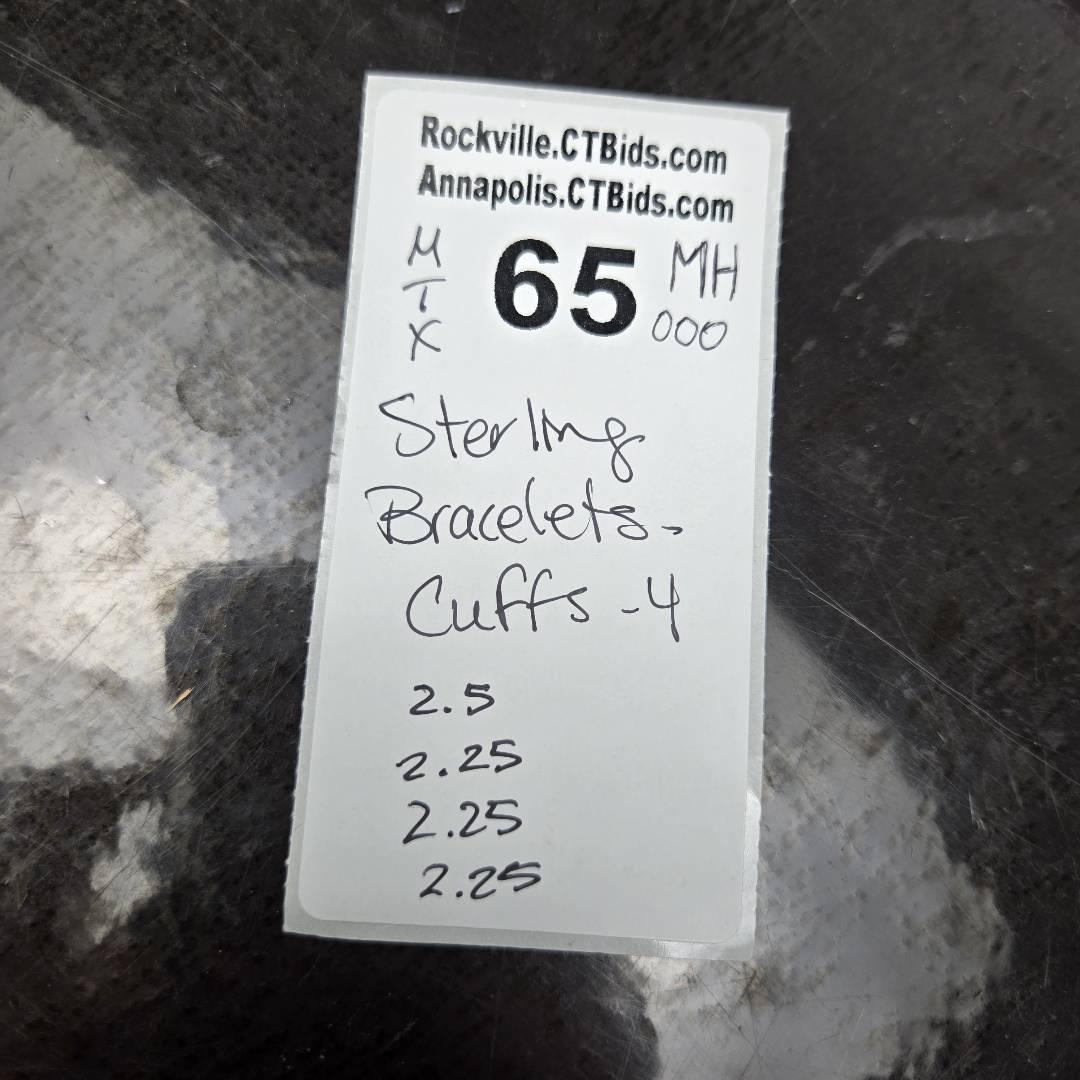 Rockville.CTBids.com
Annapolis.CTBids.com
M
T
X
65
MH
000
Sterling
Bracelets-
Cuffs - 4
2.5
2.25
2.25
2.25